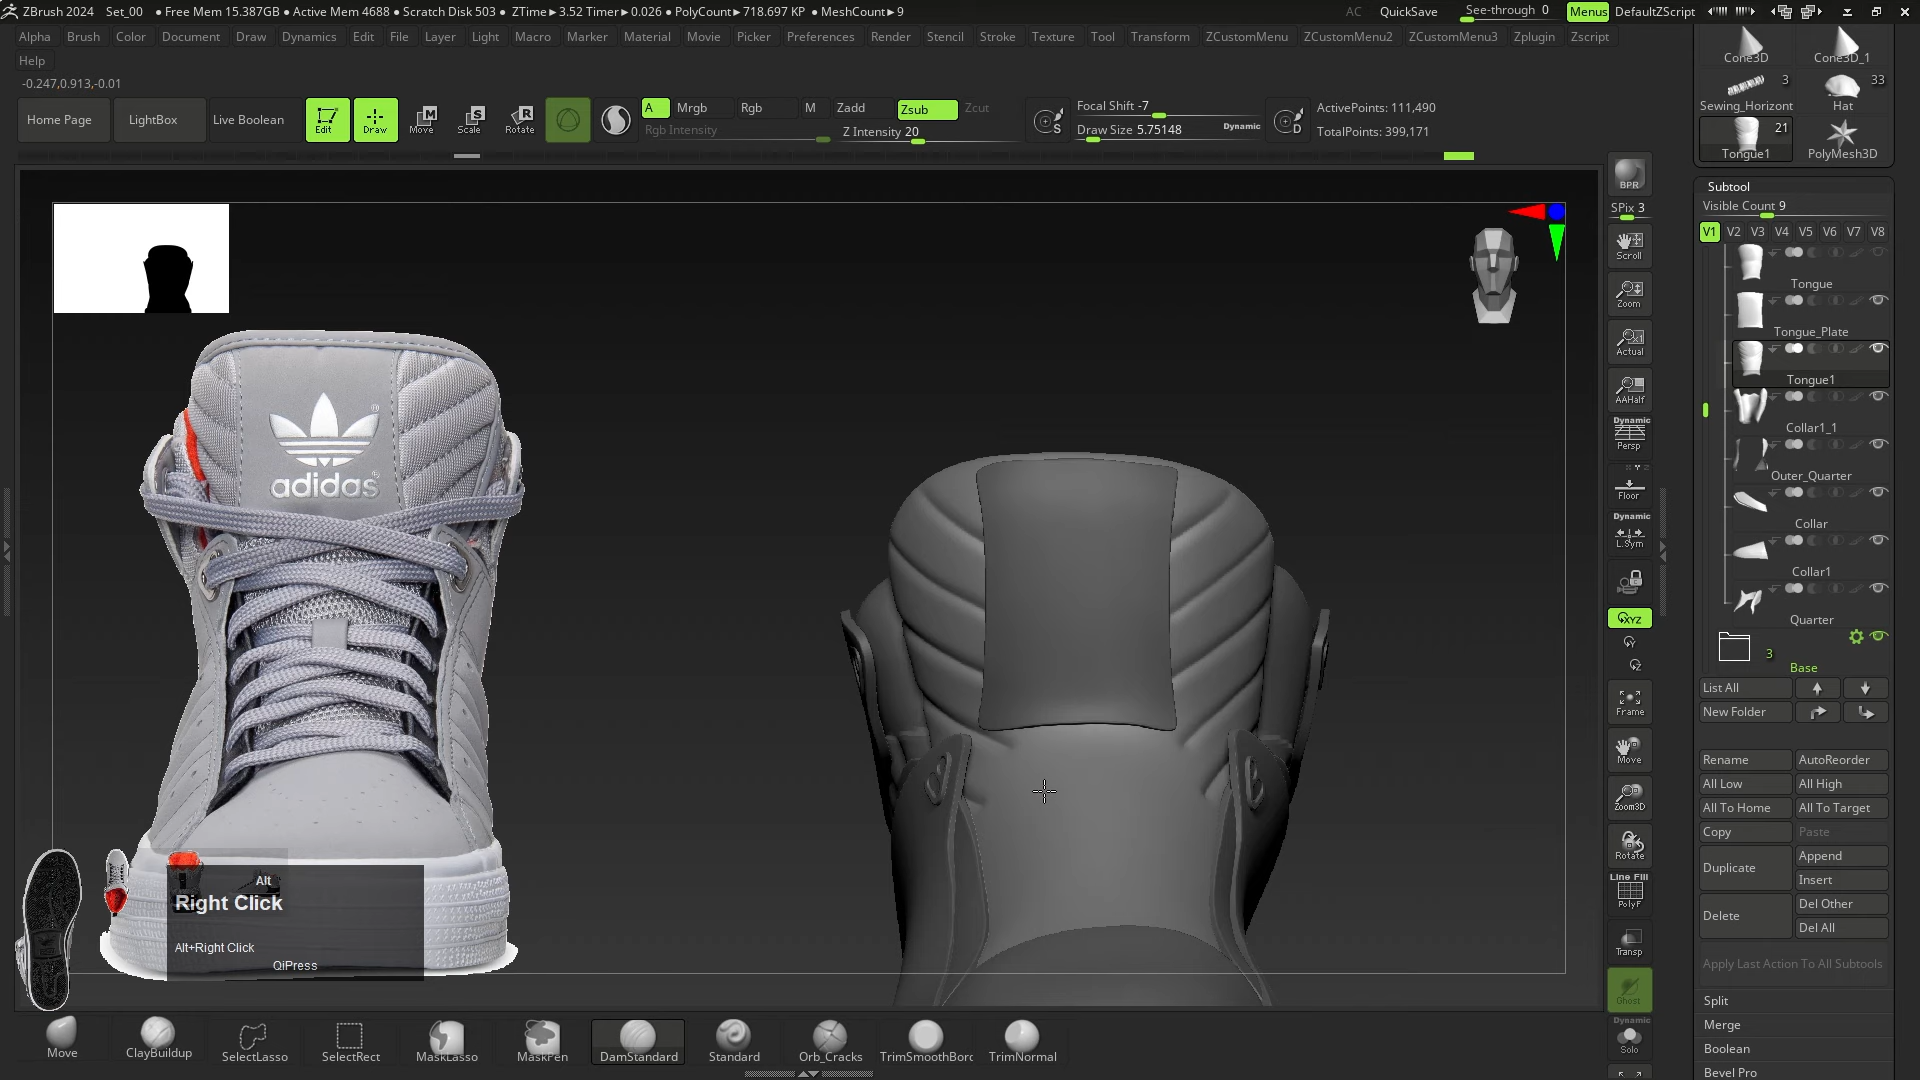 ZBrush 2024 Set_00 • Free Mem 15.387GB • Active Mem 4688 • Scratch Disk 503 • ZTime►3.52 Timer►0.026 • PolyCount►718.697 KP • MeshCount►9 AC QuickSave See-through 0 Menus DefaultZScript
Alpha Brush Color Document Draw Dynamics Edit File Layer Light Macro Marker Material Movie Picker Preferences Render Stencil Stroke Texture Tool Transform ZCustomMenu ZCustomMenu2 ZCustomMenu3 Zplugin Zscript
Help
-0.247,0.913,-0.01
Home Page LightBox Live Boolean Edit Draw Move Scale Rotate
A Mrgb Rgb M Zadd Zsub Zcut
Rgb Intensity Z Intensity 20
S Focal Shift -7
Draw Size 5.75148 Dynamic D
ActivePoints: 111,490
TotalPoints: 399,171
adidas
Alt
Right Click
Alt+Right Click
QiPress
Move ClayBuildup SelectLasso SelectRect MaskLasso MaskPen DamStandard Standard Orb_Cracks TrimSmoothBorc TrimNormal
BPR
SPix 3
Scroll
Zoom
Actual
AAHalf
Dynamic
Persp
Floor
Dynamic
L.Sym
XYZ
Frame
Move
Zoom3D
Rotate
Line Fill
PolyF
Transp
Ghost
Dynamic
Solo
Cone3D Cone3D_1
3 33
Sewing_Horizont Hat
21
Tongue1 PolyMesh3D
Subtool
Visible Count 9
V1 V2 V3 V4 V5 V6 V7 V8
Tongue
Tongue_Plate
Tongue1
Collar1_1
Outer_Quarter
Collar
Collar1
Quarter
3
Base
List All
New Folder
Rename AutoReorder
All Low All High
All To Home All To Target
Copy Paste
Duplicate Append
Insert
Delete Del Other
Del All
Apply Last Action To All Subtools
Split
Merge
Boolean
Bevel Pro